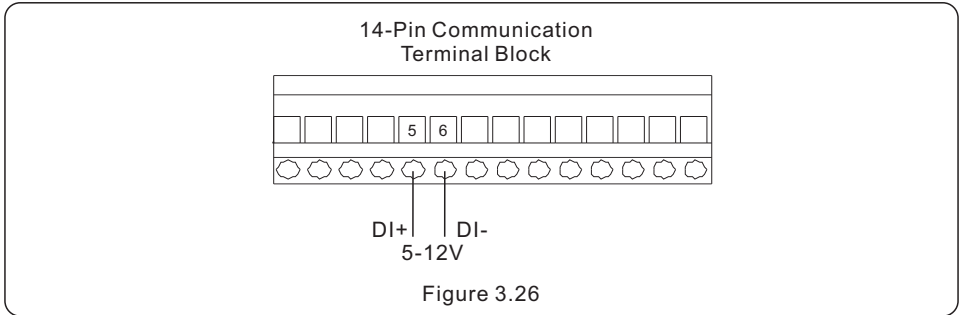 14-Pin Communication
Terminal Block
5 6
DI+ DI-
5-12V
Figure 3.26